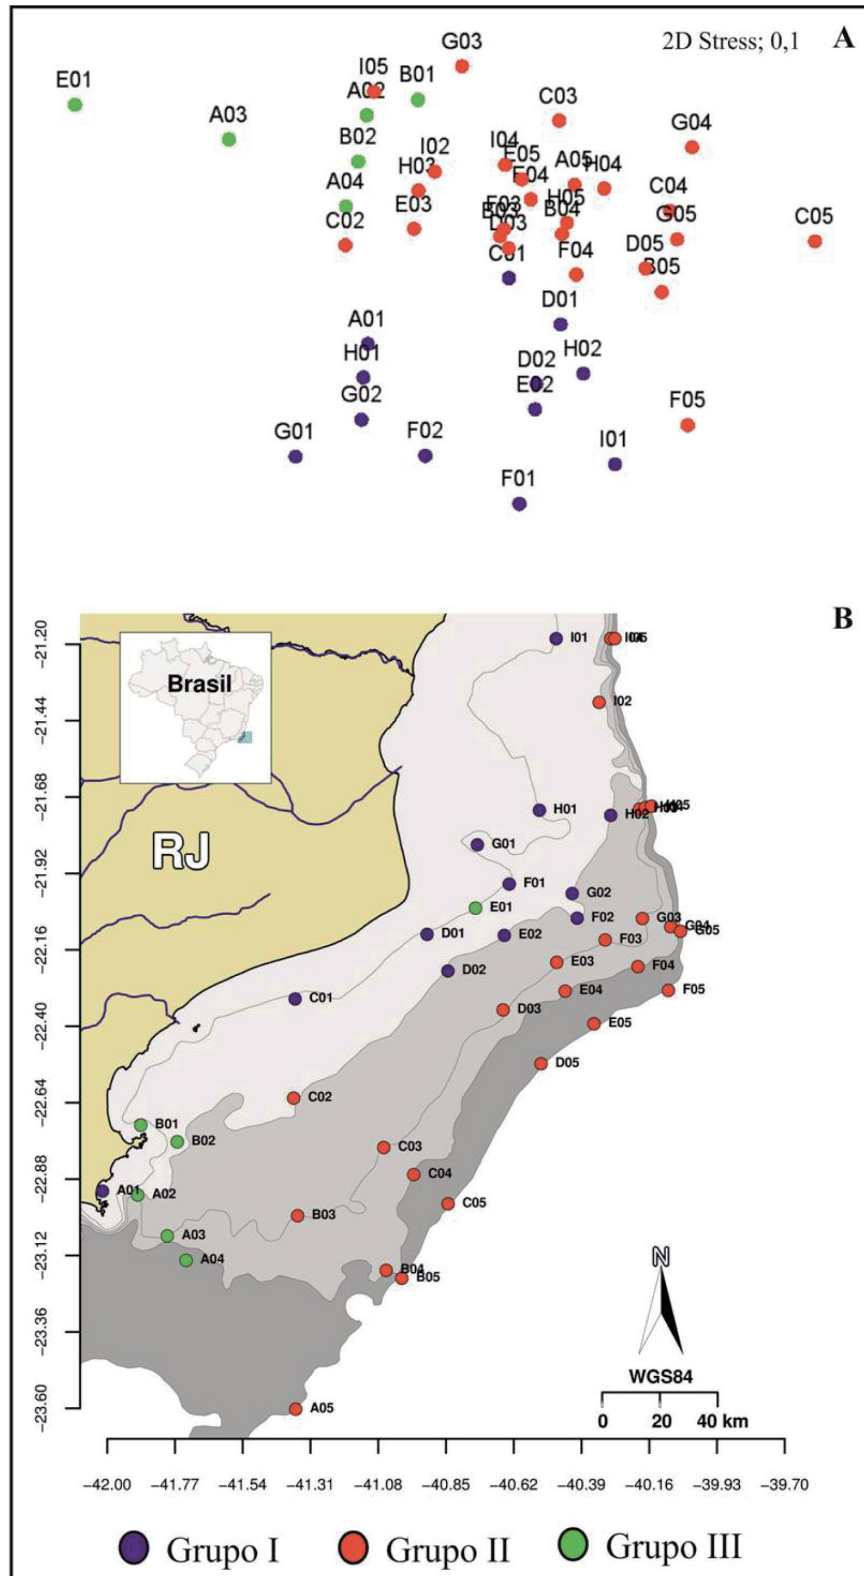 2D Stress; 0,1 A
G03
I05
B01
E01
A02
C03
A03
G04
B02
I04
I02
E05
A05
H04
H03
E04
A04
C04
H05
E03
F03
B03
B04
G05
C05
C02
D03
D05
F04
C01
B05
D01
A01
H01
D02
H02
E02
G02
F05
G01
F02
I01
F01
B
-21.20
-21.44
-21.68
-21.92
-22.16
-22.40
-22.64
-22.88
-23.12
-23.36
-23.60
Brasil
RJ
I01
I05
I02
H01
H02
H05
G01
F01
G02
E01
F02
G03
G04
G05
D01
E02
F03
D02
E03
F04
E04
F05
C01
D03
E05
D05
C02
B01
B02
C03
C04
A01
A02
C05
B03
A03
A04
B04
B05
A05
N
WGS84
0 20 40 km
-42.00 -41.77 -41.54 -41.31 -41.08 -40.85 -40.62 -40.39 -40.16 -39.93 -39.70
Grupo I Grupo II Grupo III